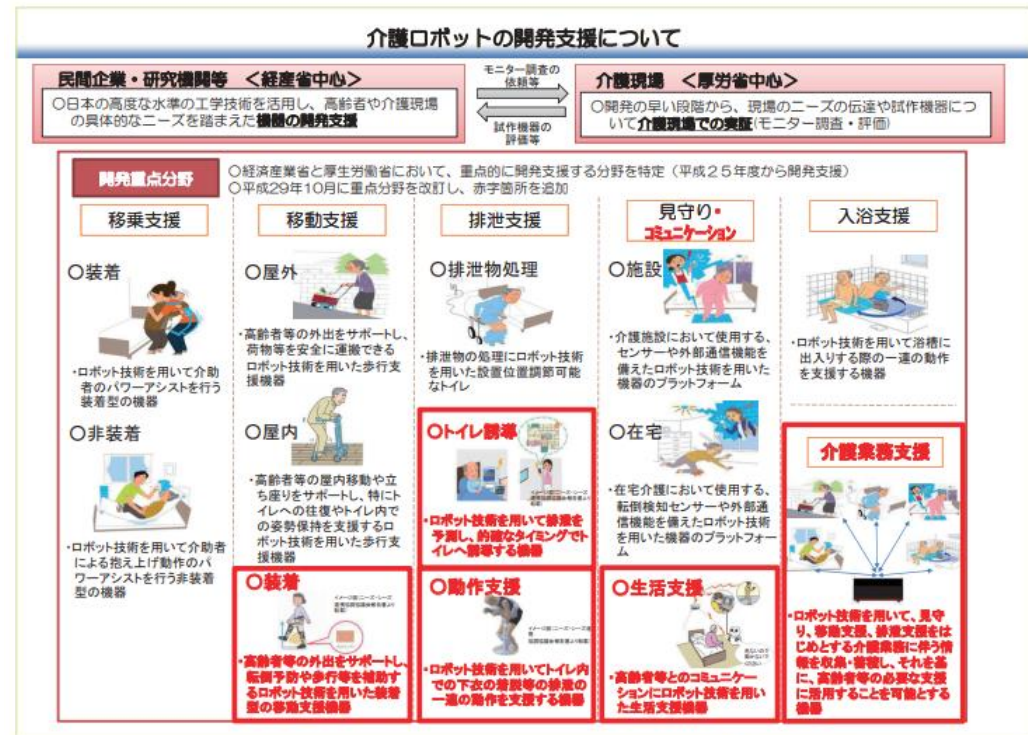 介護ロボットの開発支援について
民間企業・研究機関等　＜経産省中心＞
○日本の高度な水準の工学技術を活用し、高齢者や介護現場
の具体的なニーズを踏まえた機器の開発支援
モニター調査の
依頼等
試作機器の
評価等
介護現場　＜厚労省中心＞
○開発の早い段階から、現場のニーズの伝達や試作機器につ
いて介護現場での実証(モニター調査・評価)
開発重点分野
○経済産業省と厚生労働省において、重点的に開発支援する分野を特定（平成２５年度から開発支援）
○平成29年10月に重点分野を改訂し、赤字箇所を追加
移乗支援
○装着
・ロボット技術を用いて介助
者のパワーアシストを行う
装着型の機器
○非装着
・ロボット技術を用いて介助者
による抱え上げ動作のパ
ワーアシストを行う非装着
型の機器
移動支援
○屋外
・高齢者等の外出をサポートし、
荷物等を安全に運搬できる
ロボット技術を用いた歩行支
援機器
○屋内
・高齢者等の屋内移動や立
ち座りをサポートし、特にトイ
レへの往復やトイレ内で
の姿勢保持を支援するロ
ボット技術を用いた歩行支
援機器
○装着
・高齢者等の外出をサポートし、
転倒予防や歩行等を補助す
るロボット技術を用いた装着
型の移動支援機器
排泄支援
○排泄物処理
・排泄物の処理にロボット技術
を用いた設置位置調節可能
なトイレ
○トイレ誘導
・ロボット技術を用いて排泄を
予測し、的確なタイミングでト
イレへ誘導する機器
○動作支援
・ロボット技術を用いてトイレ内
での下衣の着脱等の排泄の
一連の動作を支援する機器
見守り・
コミュニケーション
○施設
・介護施設において使用する、
センサーや外部通信機能を
備えたロボット技術を用いた
機器のプラットフォーム
○在宅
・在宅介護において使用する、
転倒検知センサーや外部通
信機能を備えたロボット技術
を用いた機器のプラットフォー
ム
○生活支援
・高齢者等とのコミュニケー
ションにロボット技術を用い
た生活支援機器
入浴支援
・ロボット技術を用いて浴槽に
出入りする際の一連の動作
を支援する機器
介護業務支援
・ロボット技術を用いて、見守
り、移動支援、排泄支援をは
じめとする介護業務に伴う情
報を収集・蓄積し、それを基
に、高齢者等の必要な支援
に活用することを可能とする
機器